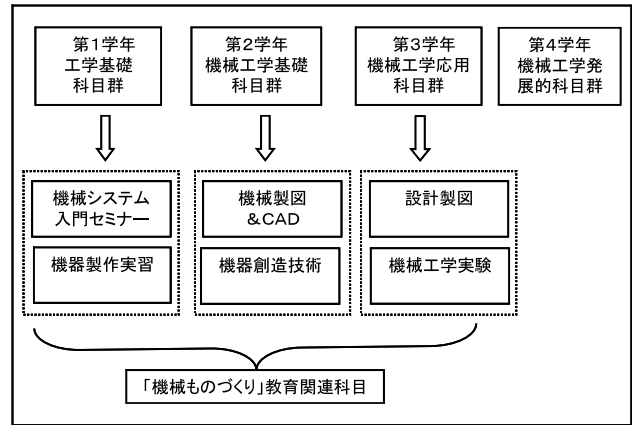 第１学年
工学基礎
科目群
第２学年
機械工学基礎
科目群
第３学年
機械工学応用
科目群
第４学年
機械工学発
展的科目群
機械システム
入門セミナー
機器製作実習
機械製図
＆ＣＡＤ
機器創造技術
設計製図
機械工学実験
「機械ものづくり」教育関連科目